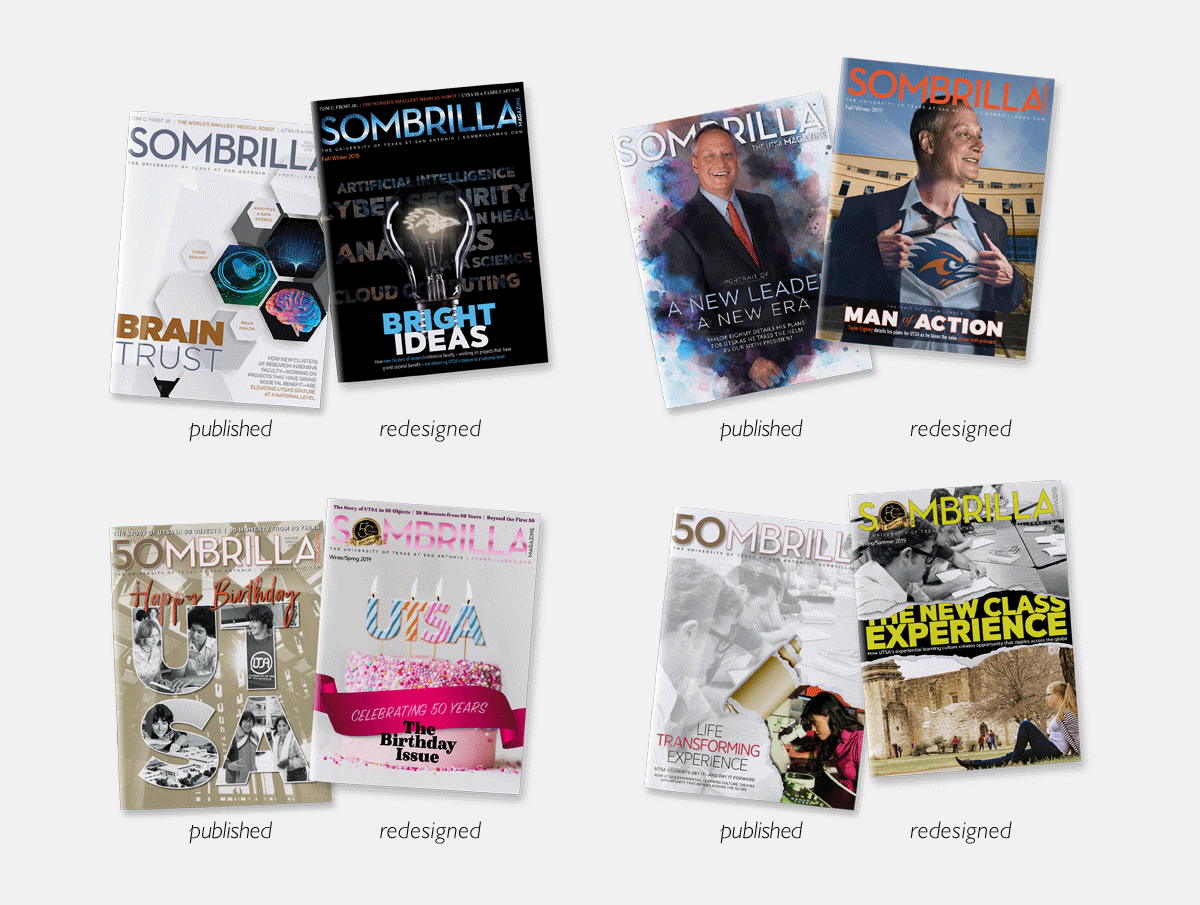 TOM C. FROST JR. | THE WORLD'S SMALLEST MEDICAL ROBOT | UTSA IS A FAM
SOMBRILLA
THE UNIVERSITY OF TEXAS AT SAN ANTONIO | SOMBRILLAMAG.COM
ANALYTICS
& DATA
SCIENCE
CYBER
SECURITY
BRAIN
HEALTH
BRAIN
TRUST
HOW NEW CLUSTERS
OF RESEARCH-INTENSIVE
FACULTY—WORKING ON
PROJECTS THAT HAVE GRAND
SOCIETAL BENEFIT—ARE
ELEVATING UTSA'S STATURE
AT A NATIONAL LEVEL
published
TOM C. FROST JR. | THE WORLD'S SMALLEST MEDICAL ROBOT | UTSA IS A FAMILY AFFAIR
SOMBRILLA
MAGAZINE
THE UNIVERSITY OF TEXAS AT SAN ANTONIO | SOMBRILLAMAG.COM
Fall/Winter 2018
ARTIFICIAL INTELLIGENCE
CYBER SECURITY
N HEAL
ANA S
A SCIENCE
CLOUD COMPUTING
BRIGHT
IDEAS
How new clusters of research-intensive faculty – working on projects that have
grand societal benefit – are elevating UTSA's stature at a national level
redesigned
SOMBRILLA
THE UTSA MAGAZINE
PORTRAIT OF
A NEW LEADE
A NEW ERA
TAYLOR EIGHMY DETAILS HIS PLANS
FOR UTSA AS HE TAKES THE HELM
AS OUR SIXTH PRESIDENT
published
SOMBRILLA
MAGAZINE
THE UNIVERSITY OF TEXAS AT SAN ANTONIO | SOMBRILLAMAG.COM
Fall/Winter 2017
PORTRAIT OF A NEW LEADER
MAN of ACTION
Taylor Eighmy details his plans for UTSA as he takes the helm as our sixth president
redesigned
THE STORY OF UTSA IN 50 OBJECTS | 50 MOMENTS FROM 50 YEARS
50MBRILLA
MAGAZINE
THE UNIVERSITY OF TEXAS AT SAN ANTONIO | SOMBRILLAMAG.COM
Happy Birthday
UT
UTSA
SA
published
The Story of UTSA in 50 Objects | 50 Moments from 50 Years | Beyond the First 50
SOMBRILLA
MAGAZINE
THE UNIVERSITY OF TEXAS AT SAN ANTONIO | SOMBRILLAMAG.COM
Winter/Spring 2019
UTSA
CELEBRATING 50 YEARS
The
Birthday
Issue
redesigned
50MBRILL
THE UNIVERSITY OF TEXAS AT SAN ANTONIO | SOMBRILL
LIFE
TRANSFORMING
EXPERIENCE
UTSA STUDENTS GET IT—AND PAY IT FORWARD
HOW UTSA'S EXPERIENTIAL LEARNING CULTURE CREATES
OPPORTUNITY THAT RIPPLES ACROSS THE GLOBE
published
SOMBRILLA
MAGAZINE
Spring/Summer 2019
THE NEW CLASS
EXPERIENCE
How UTSA's experiential learning culture creates opportunity that ripples across the globe
redesigned